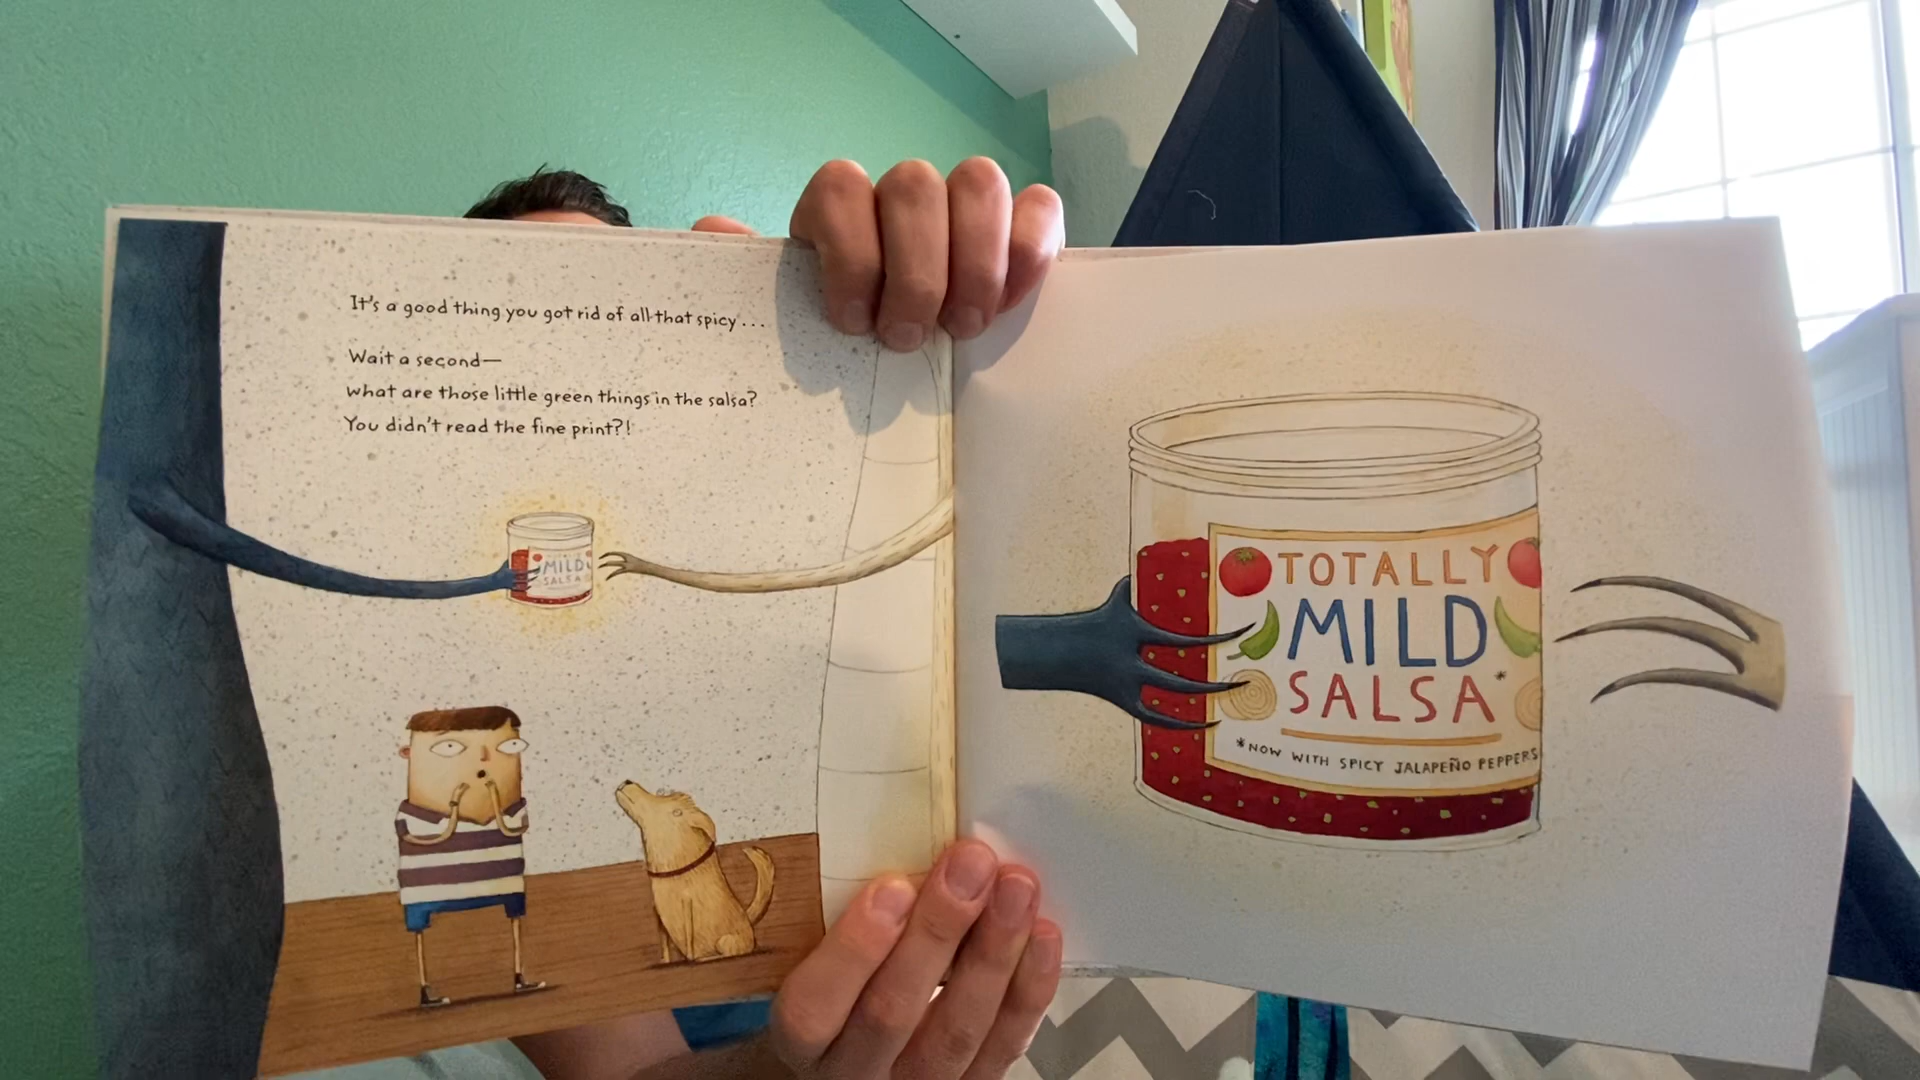 It's a good thing you got rid of all that spicy...
Wait a second—
what are those little green things in the salsa?
You didn't read the fine print?!
MILD
SALSA
TOTALLY
MILD
SALSA*
*NOW WITH SPICY JALAPEÑO PEPPERS